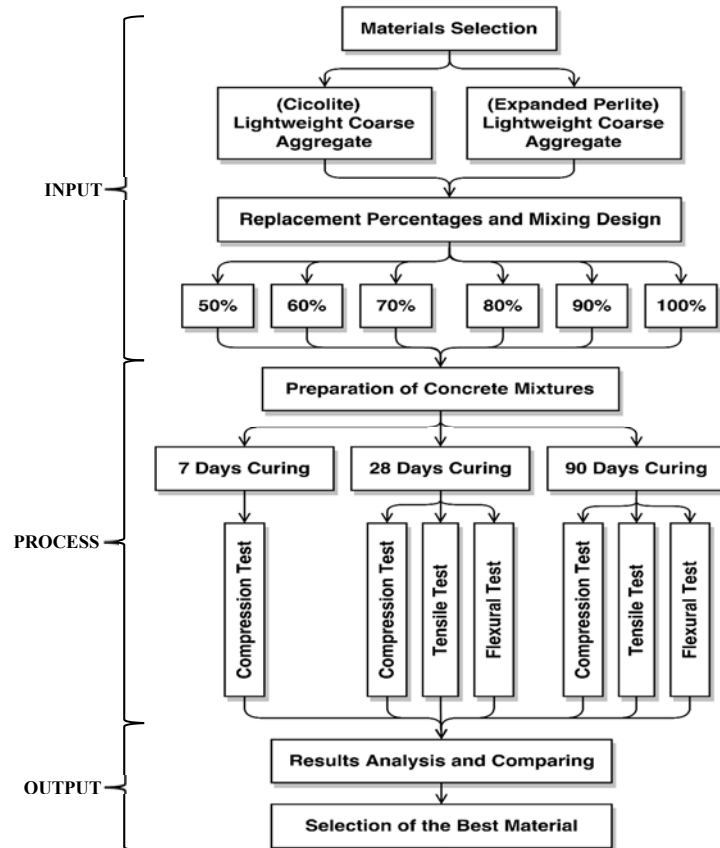 Materials Selection
(Cicolite)
Lightweight Coarse
Aggregate
(Expanded Perlite)
Lightweight Coarse
Aggregate
INPUT
Replacement Percentages and Mixing Design
50%
60%
70%
80%
90%
100%
Preparation of Concrete Mixtures
7 Days Curing
28 Days Curing
90 Days Curing
PROCESS
Compression Test
Compression Test
Tensile Test
Flexural Test
Compression Test
Tensile Test
Flexural Test
Results Analysis and Comparing
OUTPUT
Selection of the Best Material